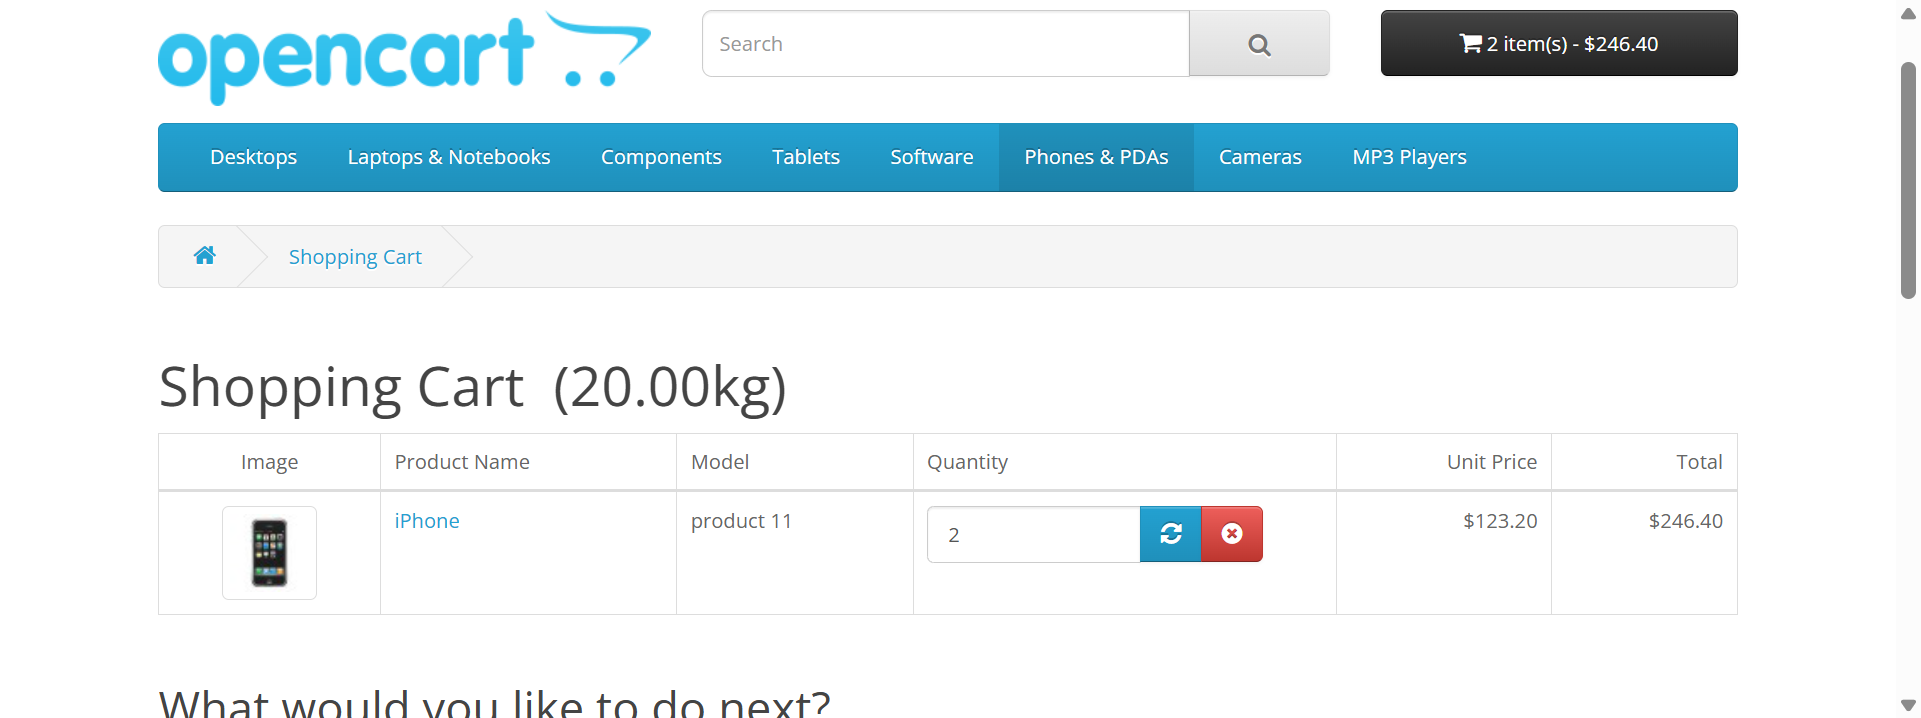 opencart
Search
2 item(s) - $246.40
Desktops Laptops & Notebooks Components Tablets Software Phones & PDAs Cameras MP3 Players
Shopping Cart
Shopping Cart (20.00kg)
Image Product Name Model Quantity Unit Price Total
iPhone product 11 2 $123.20 $246.40
What would you like to do next?